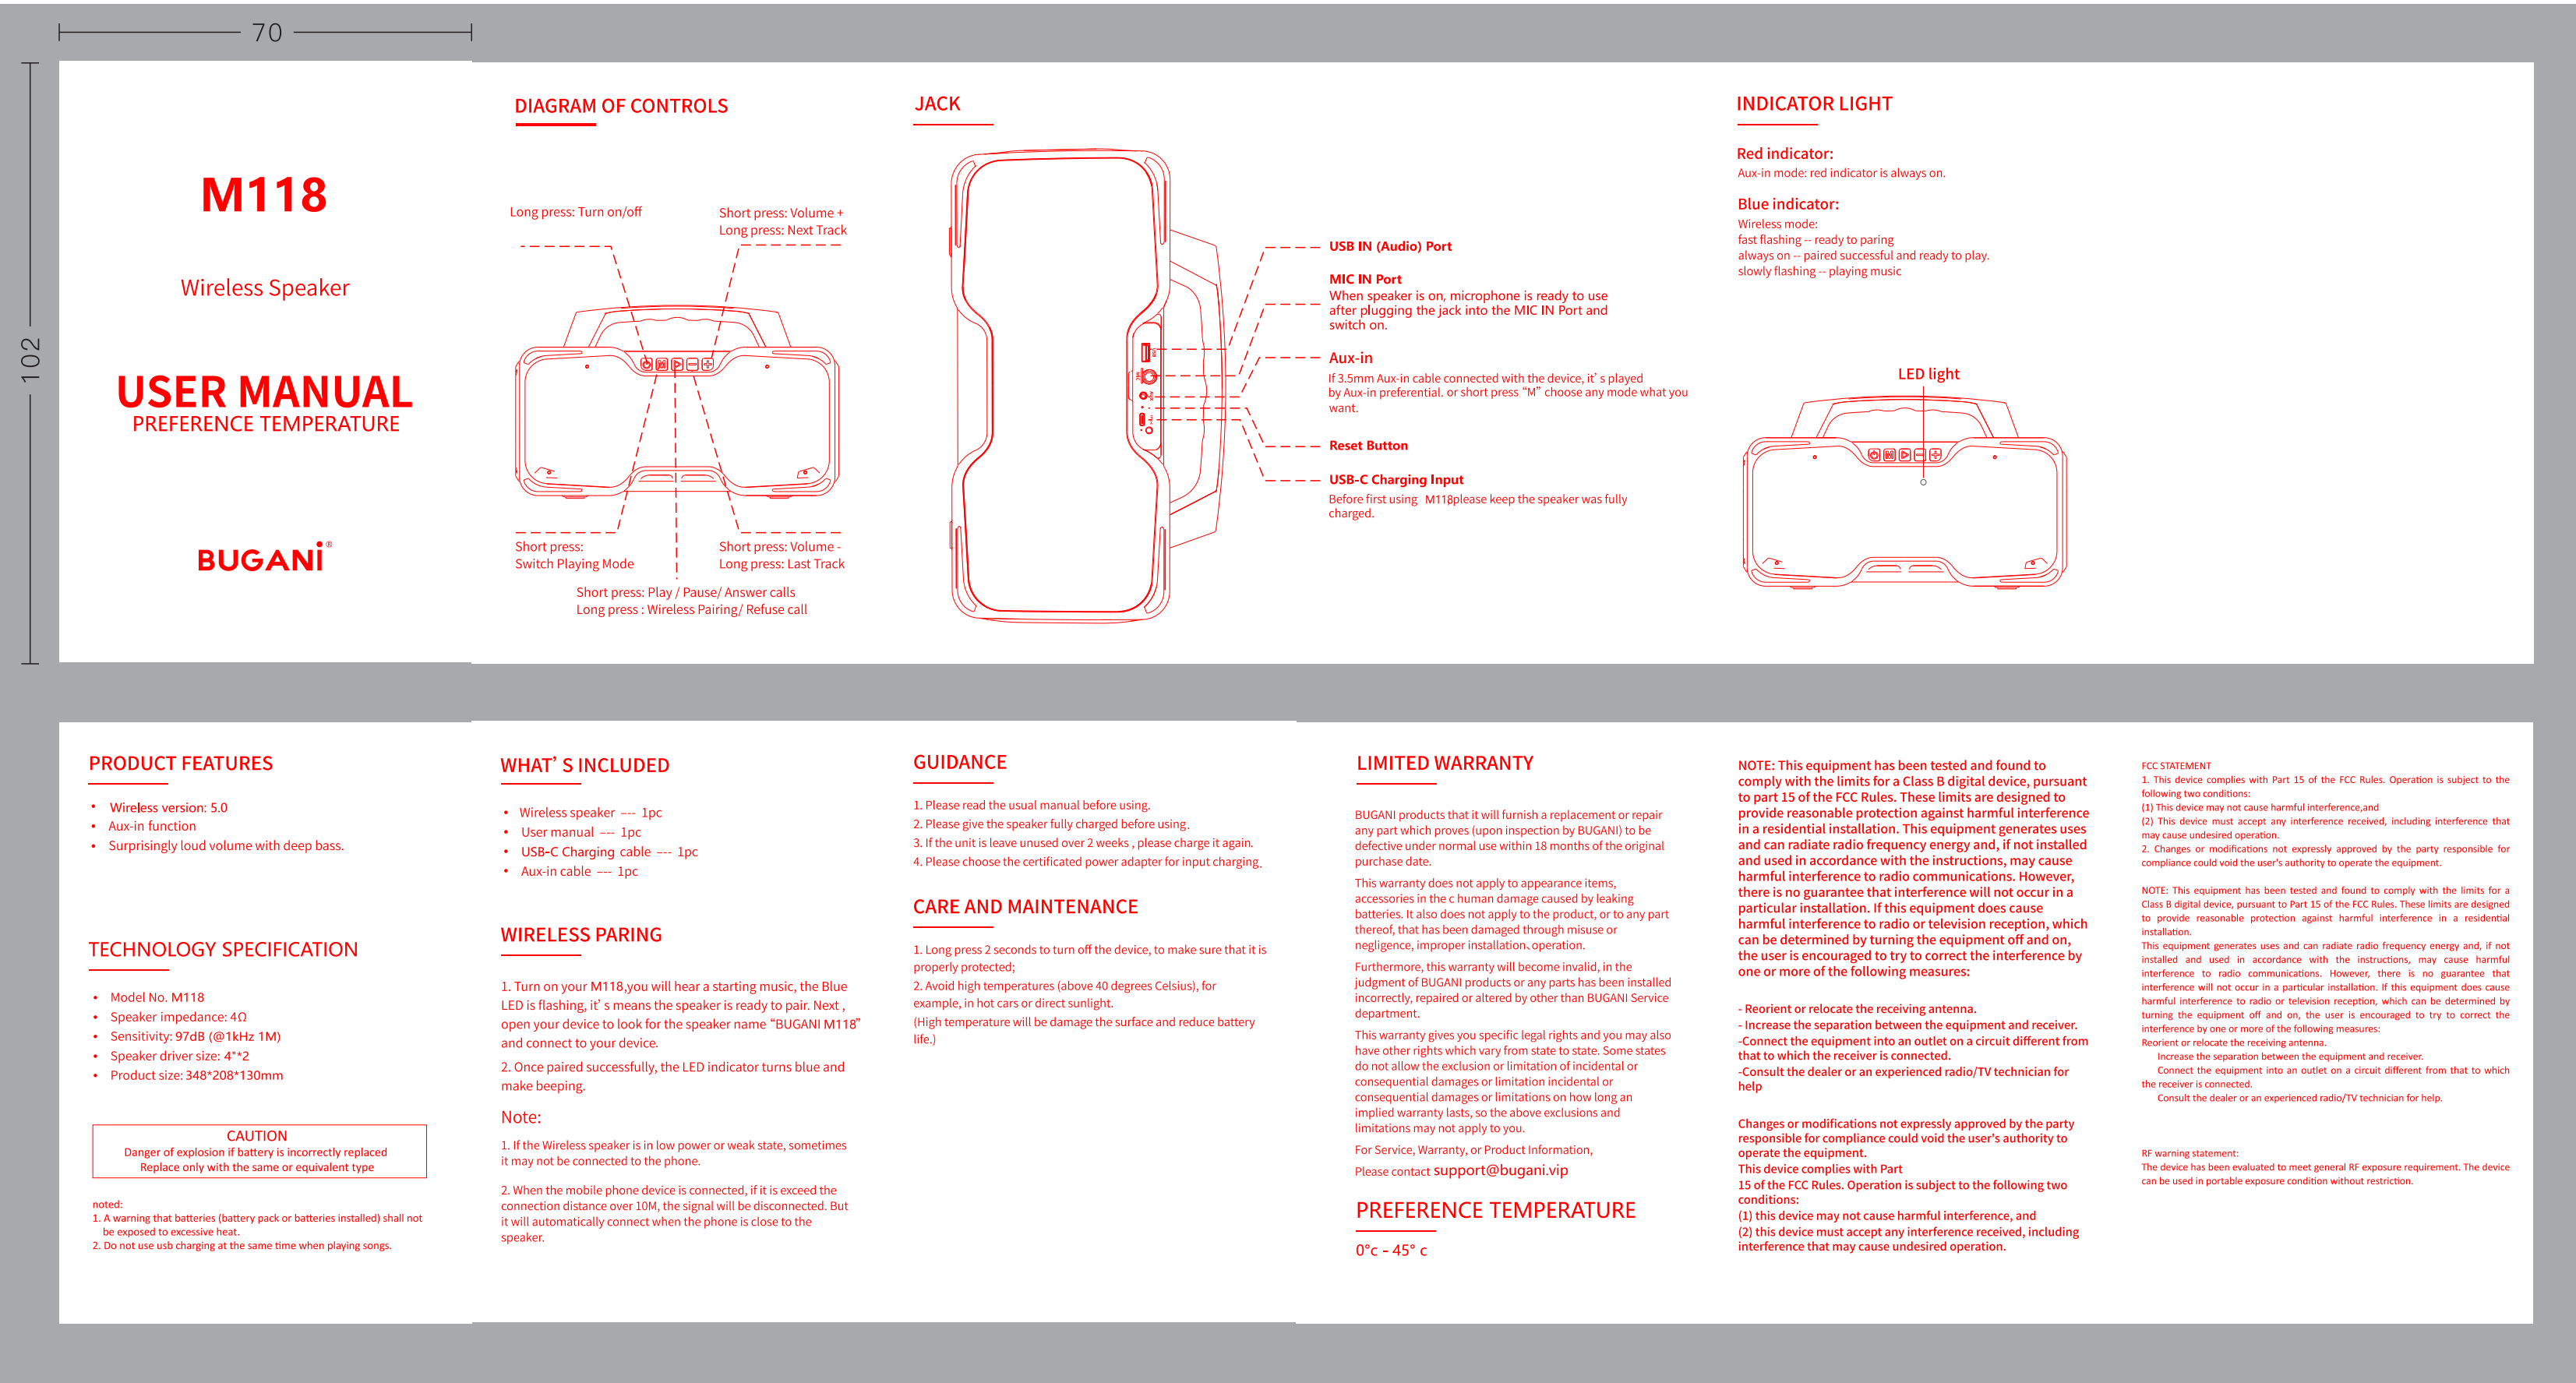 70
102
M118
Wireless Speaker
USER MANUAL
PREFERENCE TEMPERATURE
BUGANi®
DIAGRAM OF CONTROLS
Long press: Turn on/off
Short press: Volume +
Long press: Next Track
Short press:
Switch Playing Mode
Short press: Volume -
Long press: Last Track
Short press: Play / Pause/ Answer calls
Long press : Wireless Pairing/ Refuse call
JACK
USB IN (Audio) Port
MIC IN Port
When speaker is on, microphone is ready to use
after plugging the jack into the MIC IN Port and
switch on.
Aux-in
If 3.5mm Aux-in cable connected with the device, it’ s played
by Aux-in preferential. or short press “M” choose any mode what you
want.
Reset Button
USB-C Charging Input
Before first using M118please keep the speaker was fully
charged.
INDICATOR LIGHT
Red indicator:
Aux-in mode: red indicator is always on.
Blue indicator:
Wireless mode:
fast flashing -- ready to paring
always on -- paired successful and ready to play.
slowly flashing -- playing music
LED light
PRODUCT FEATURES
• Wireless version: 5.0
• Aux-in function
• Surprisingly loud volume with deep bass.
TECHNOLOGY SPECIFICATION
• Model No. M118
• Speaker impedance: 4Ω
• Sensitivity: 97dB (@1kHz 1M)
• Speaker driver size: 4"*2
• Product size: 348*208*130mm
CAUTION
Danger of explosion if battery is incorrectly replaced
Replace only with the same or equivalent type
noted:
1. A warning that batteries (battery pack or batteries installed) shall not
be exposed to excessive heat.
2. Do not use usb charging at the same time when playing songs.
WHAT’ S INCLUDED
• Wireless speaker --- 1pc
• User manual --- 1pc
• USB-C Charging cable --- 1pc
• Aux-in cable --- 1pc
WIRELESS PARING
1. Turn on your M118,you will hear a starting music, the Blue
LED is flashing, it’ s means the speaker is ready to pair. Next ,
open your device to look for the speaker name “BUGANI M118”
and connect to your device.
2. Once paired successfully, the LED indicator turns blue and
make beeping.
Note:
1. If the Wireless speaker is in low power or weak state, sometimes
it may not be connected to the phone.
2. When the mobile phone device is connected, if it is exceed the
connection distance over 10M, the signal will be disconnected. But
it will automatically connect when the phone is close to the
speaker.
GUIDANCE
1. Please read the usual manual before using.
2. Please give the speaker fully charged before using.
3. If the unit is leave unused over 2 weeks , please charge it again.
4. Please choose the certificated power adapter for input charging.
CARE AND MAINTENANCE
1. Long press 2 seconds to turn off the device, to make sure that it is
properly protected;
2. Avoid high temperatures (above 40 degrees Celsius), for
example, in hot cars or direct sunlight.
(High temperature will be damage the surface and reduce battery
life.)
LIMITED WARRANTY
BUGANI products that it will furnish a replacement or repair
any part which proves (upon inspection by BUGANI) to be
defective under normal use within 18 months of the original
purchase date.
This warranty does not apply to appearance items,
accessories in the c human damage caused by leaking
batteries. It also does not apply to the product, or to any part
thereof, that has been damaged through misuse or
negligence, improper installation、operation.
Furthermore, this warranty will become invalid, in the
judgment of BUGANI products or any parts has been installed
incorrectly, repaired or altered by other than BUGANI Service
department.
This warranty gives you specific legal rights and you may also
have other rights which vary from state to state. Some states
do not allow the exclusion or limitation of incidental or
consequential damages or limitation incidental or
consequential damages or limitations on how long an
implied warranty lasts, so the above exclusions and
limitations may not apply to you.
For Service, Warranty, or Product Information,
Please contact support@bugani.vip
PREFERENCE TEMPERATURE
0°c - 45° c
NOTE: This equipment has been tested and found to
comply with the limits for a Class B digital device, pursuant
to part 15 of the FCC Rules. These limits are designed to
provide reasonable protection against harmful interference
in a residential installation. This equipment generates uses
and can radiate radio frequency energy and, if not installed
and used in accordance with the instructions, may cause
harmful interference to radio communications. However,
there is no guarantee that interference will not occur in a
particular installation. If this equipment does cause
harmful interference to radio or television reception, which
can be determined by turning the equipment off and on,
the user is encouraged to try to correct the interference by
one or more of the following measures:
- Reorient or relocate the receiving antenna.
- Increase the separation between the equipment and receiver.
-Connect the equipment into an outlet on a circuit different from
that to which the receiver is connected.
-Consult the dealer or an experienced radio/TV technician for
help
Changes or modifications not expressly approved by the party
responsible for compliance could void the user's authority to
operate the equipment.
This device complies with Part
15 of the FCC Rules. Operation is subject to the following two
conditions:
(1) this device may not cause harmful interference, and
(2) this device must accept any interference received, including
interference that may cause undesired operation.
FCC STATEMENT
1. This device complies with Part 15 of the FCC Rules. Operation is subject to the
following two conditions:
(1) This device may not cause harmful interference,and
(2) This device must accept any interference received, including interference that
may cause undesired operation.
2. Changes or modifications not expressly approved by the party responsible for
compliance could void the user's authority to operate the equipment.
NOTE: This equipment has been tested and found to comply with the limits for a
Class B digital device, pursuant to Part 15 of the FCC Rules. These limits are designed
to provide reasonable protection against harmful interference in a residential
installation.
This equipment generates uses and can radiate radio frequency energy and, if not
installed and used in accordance with the instructions, may cause harmful
interference to radio communications. However, there is no guarantee that
interference will not occur in a particular installation. If this equipment does cause
harmful interference to radio or television reception, which can be determined by
turning the equipment off and on, the user is encouraged to try to correct the
interference by one or more of the following measures:
Reorient or relocate the receiving antenna.
Increase the separation between the equipment and receiver.
Connect the equipment into an outlet on a circuit different from that to which
the receiver is connected.
Consult the dealer or an experienced radio/TV technician for help.
RF warning statement:
The device has been evaluated to meet general RF exposure requirement. The device
can be used in portable exposure condition without restriction.